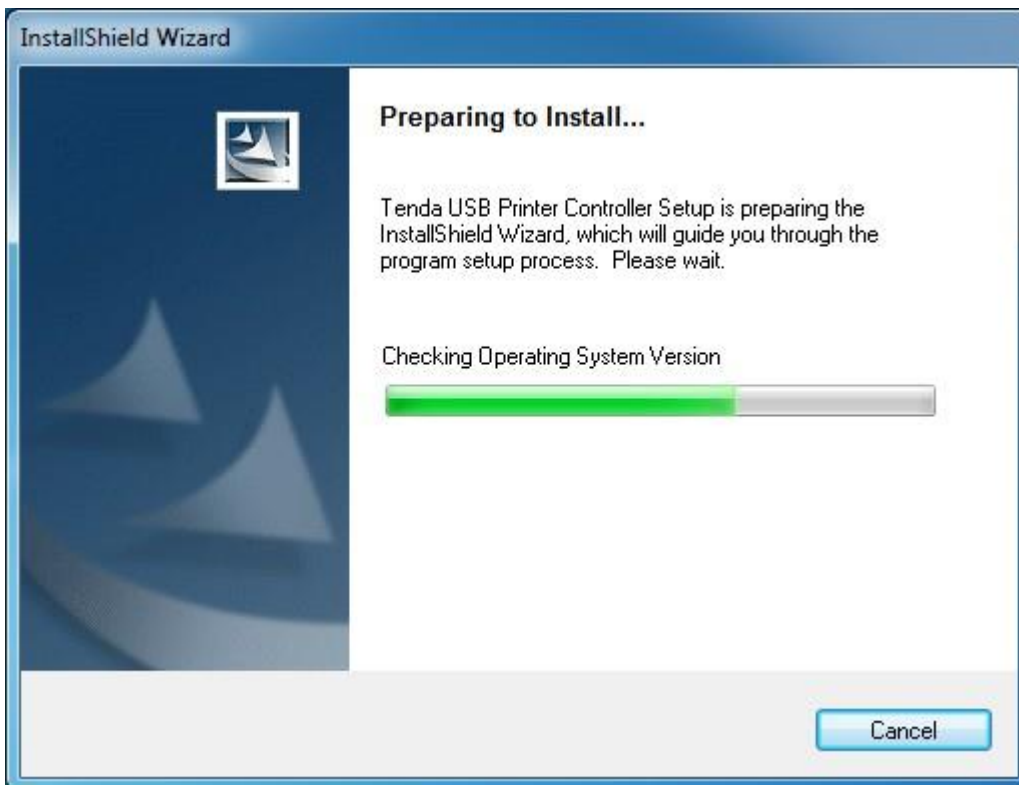 InstallShield Wizard
Preparing to Install...
Tenda USB Printer Controller Setup is preparing the
InstallShield Wizard, which will guide you through the
program setup process.  Please wait.
Checking Operating System Version
Cancel